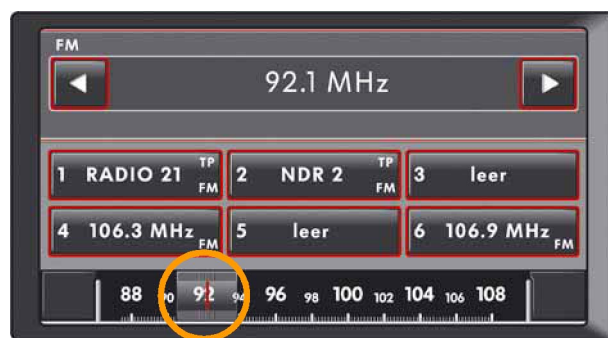 FM
92.1 MHz
1 RADIO 21 TP FM 2 NDR 2 TP FM 3 leer
4 106.3 MHz FM 5 leer 6 106.9 MHz FM
88 90 92 94 96 98 100 102 104 106 108